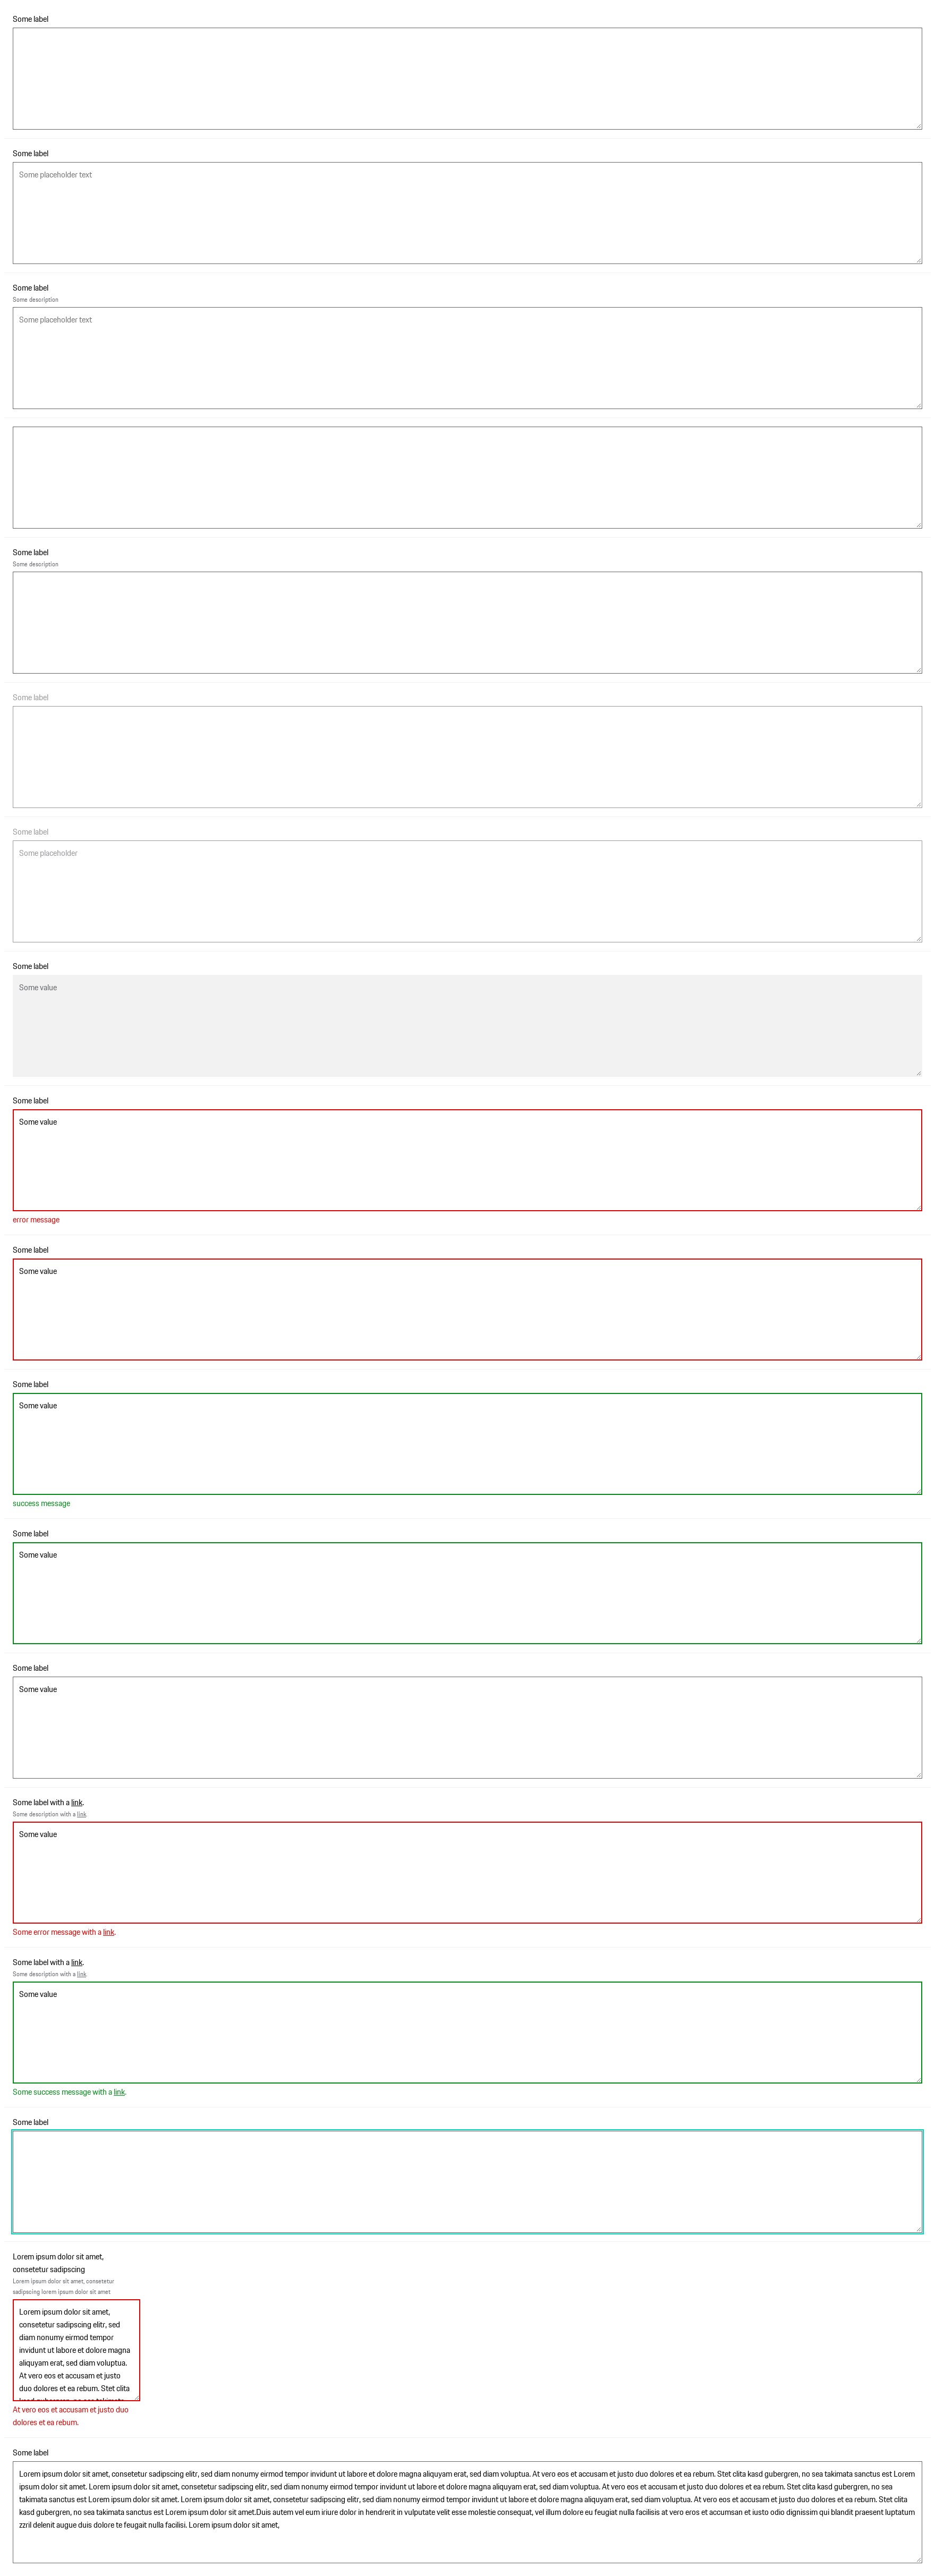 Some label
Some label
Some placeholder text
Some label
Some description
Some placeholder text
Some label
Some description
Some label
Some label
Some placeholder
Some label
Some value
Some label
Some value
error message
Some label
Some value
Some label
Some value
success message
Some label
Some value
Some label
Some value
Some label with a link.
Some description with a link
Some value
Some error message with a link.
Some label with a link.
Some description with a link
Some value
Some success message with a link.
Some label
Lorem ipsum dolor sit amet,
consetetur sadipscing
Lorem ipsum dolor sit amet, consetetur
sadipscing lorem ipsum dolor sit amet
Lorem ipsum dolor sit amet,
consetetur sadipscing elitr, sed
diam nonumy eirmod tempor
invidunt ut labore et dolore magna
aliquyam erat, sed diam voluptua.
At vero eos et accusam et justo
duo dolores et ea rebum. Stet clita
At vero eos et accusam et justo duo
dolores et ea rebum.
Some label
Lorem ipsum dolor sit amet, consetetur sadipscing elitr, sed diam nonumy eirmod tempor invidunt ut labore et dolore magna aliquyam erat, sed diam voluptua. At vero eos et accusam et justo duo dolores et ea rebum. Stet clita kasd gubergren, no sea takimata sanctus est Lorem
ipsum dolor sit amet. Lorem ipsum dolor sit amet, consetetur sadipscing elitr, sed diam nonumy eirmod tempor invidunt ut labore et dolore magna aliquyam erat, sed diam voluptua. At vero eos et accusam et justo duo dolores et ea rebum. Stet clita kasd gubergren, no sea
takimata sanctus est Lorem ipsum dolor sit amet. Lorem ipsum dolor sit amet, consetetur sadipscing elitr, sed diam nonumy eirmod tempor invidunt ut labore et dolore magna aliquyam erat, sed diam voluptua. At vero eos et accusam et justo duo dolores et ea rebum. Stet clita
kasd gubergren, no sea takimata sanctus est Lorem ipsum dolor sit amet.Duis autem vel eum iriure dolor in hendrerit in vulputate velit esse molestie consequat, vel illum dolore eu feugiat nulla facilisis at vero eros et accumsan et iusto odio dignissim qui blandit praesent luptatum
zzril delenit augue duis dolore te feugait nulla facilisi. Lorem ipsum dolor sit amet,